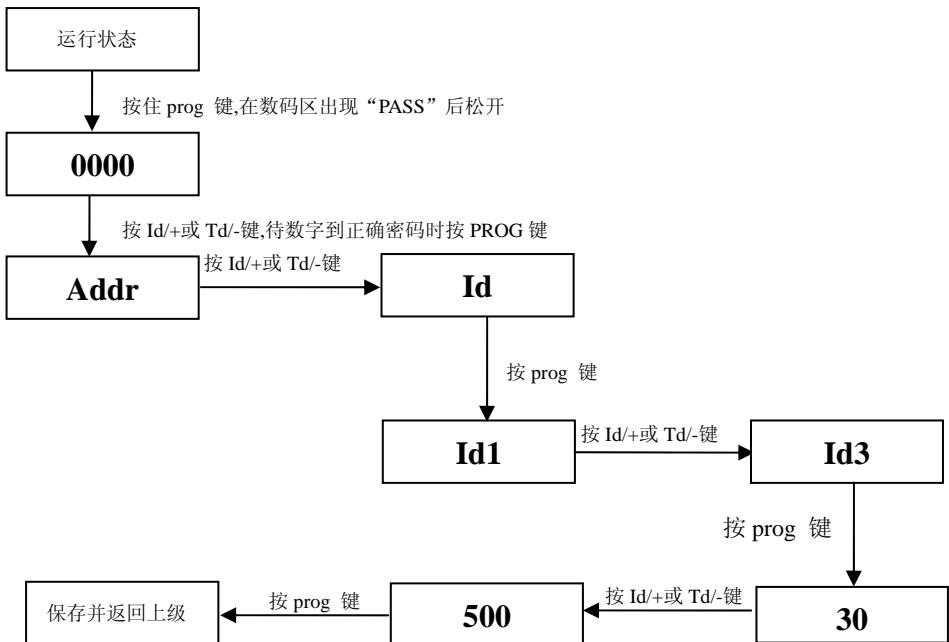 运行状态
按住 prog 键,在数码区出现“PASS”后松开
0000
按 Id/+或 Td/-键,待数字到正确密码时按 PROG 键
Addr
按 Id/+或 Td/-键
Id
按 prog 键
Id1
按 Id/+或 Td/-键
Id3
按 prog 键
保存并返回上级
按 prog 键
500
按 Id/+或 Td/-键
30